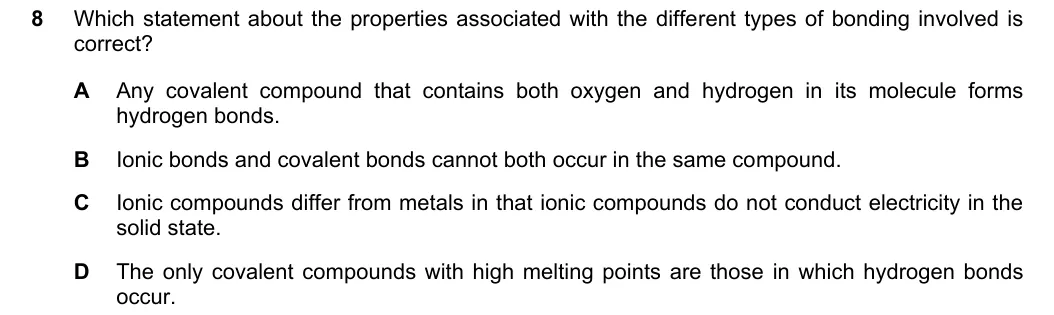 8 Which statement about the properties associated with the different types of bonding involved is
correct?
A Any covalent compound that contains both oxygen and hydrogen in its molecule forms
hydrogen bonds.
B Ionic bonds and covalent bonds cannot both occur in the same compound.
C Ionic compounds differ from metals in that ionic compounds do not conduct electricity in the
solid state.
D The only covalent compounds with high melting points are those in which hydrogen bonds
occur.